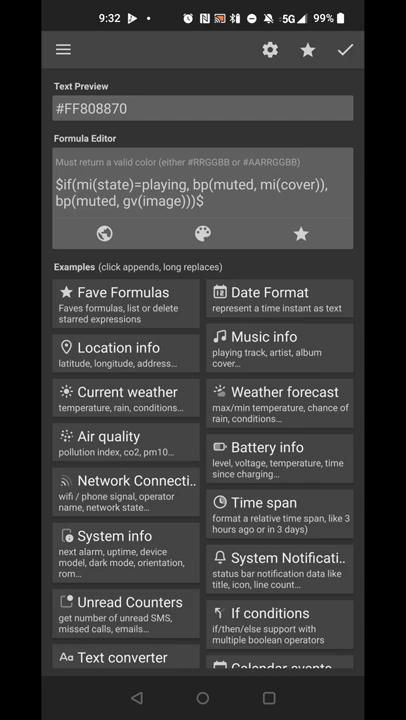 9:32
5G
99%
Text Preview
#FF808870
Formula Editor
Must return a valid color (either #RRGGBB or #AARRGGBB)
$if(mi(state)=playing, bp(muted, mi(cover)),
bp(muted, gv(image)))$
Examples (click appends, long replaces)
Fave Formulas
Faves formulas, list or delete
starred expressions
Date Format
represent a time instant as text
Location info
latitude, longitude, address...
Music info
playing track, artist, album
cover...
Current weather
temperature, rain, conditions...
Weather forecast
max/min temperature, chance of
rain, conditions...
Air quality
pollution index, co2, pm10...
Battery info
level, voltage, temperature, time
since charging...
Network Connecti..
wifi / phone signal, operator
name, network state...
Time span
format a relative time span, like 3
hours ago or in 3 days)
System info
next alarm, uptime, device
model, dark mode, orientation,
rom...
System Notificati..
status bar notification data like
title, icon, line count...
Unread Counters
get number of unread SMS,
missed calls, emails...
If conditions
if/then/else support with
multiple boolean operators
Aa Text converter
Calendar events